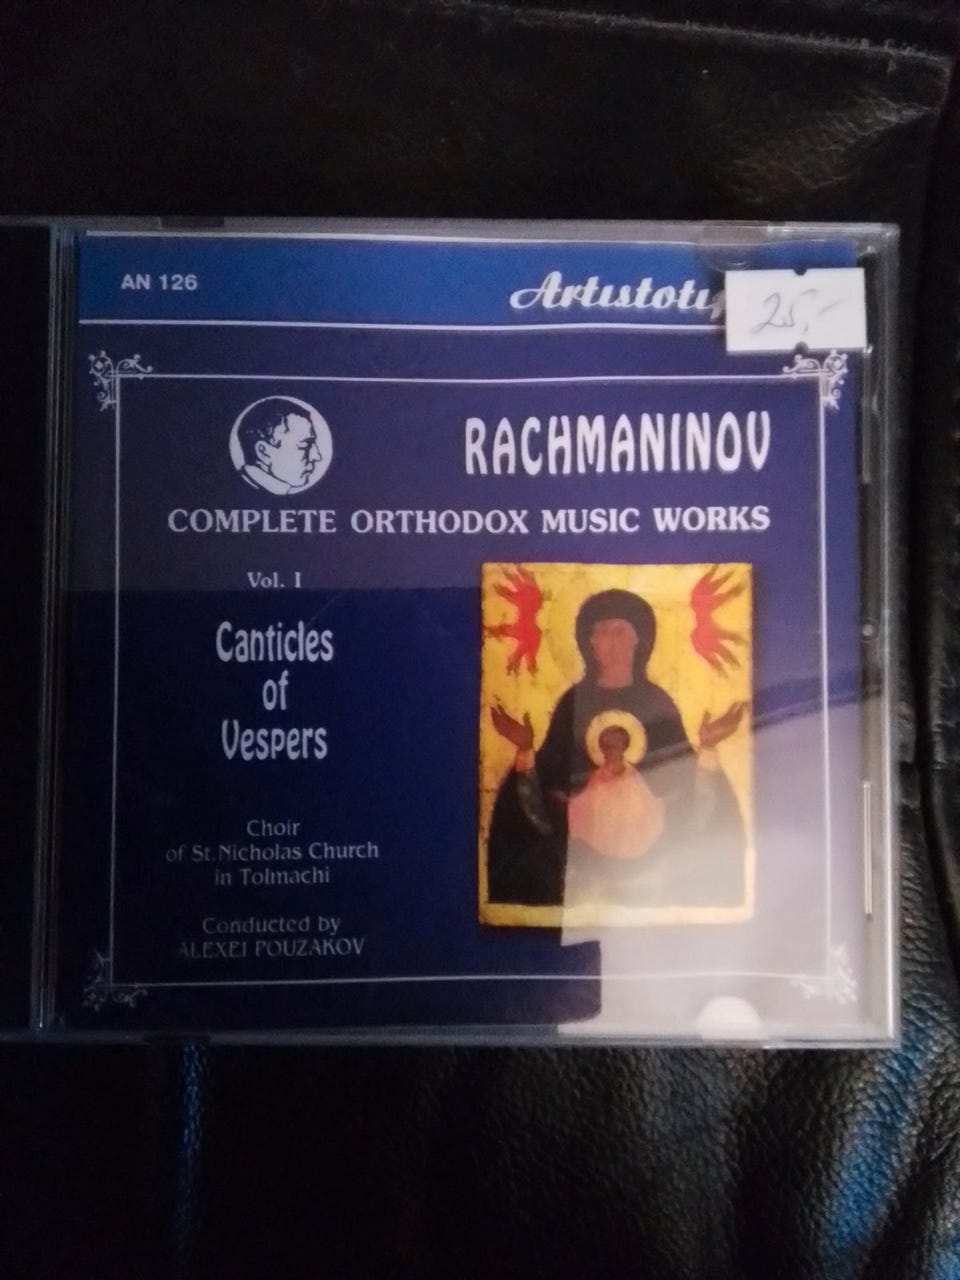 AN 126
25,-
RACHMANINOV
COMPLETE ORTHODOX MUSIC WORKS
Vol. I
Canticles
of
Vespers
Choir
of St. Nicholas Church
in Tolmachi
Conducted by
ALEXEI POUZAKOV